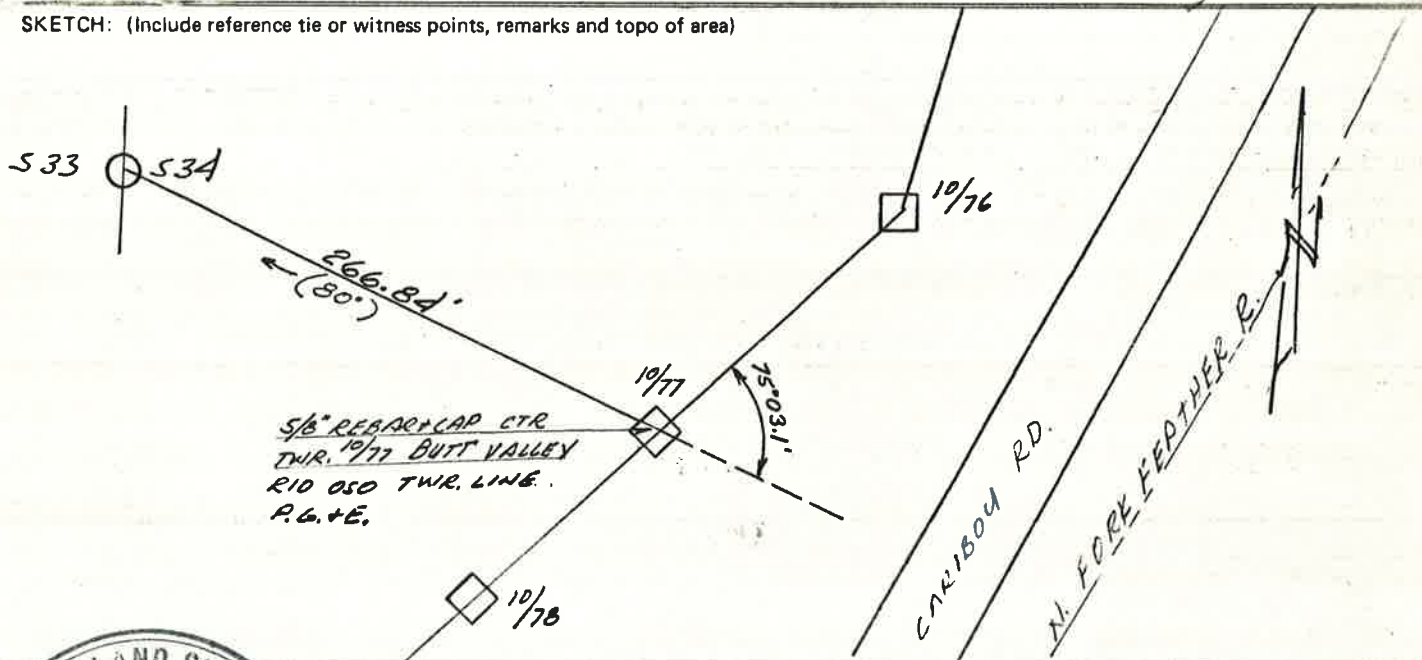 SKETCH: (Include reference tie or witness points, remarks and topo of area)
S33
S34
10/76
266.84'
(80')
10/77
75°03.1'
5/8" REBAR & CAP CTR
TWR. 10/77 BUTT VALLEY
RIO OSO TWR. LINE.
P.G.&E.
10/78
CARIBOU RD.
N. FORK FEATHER R.
N
LAND